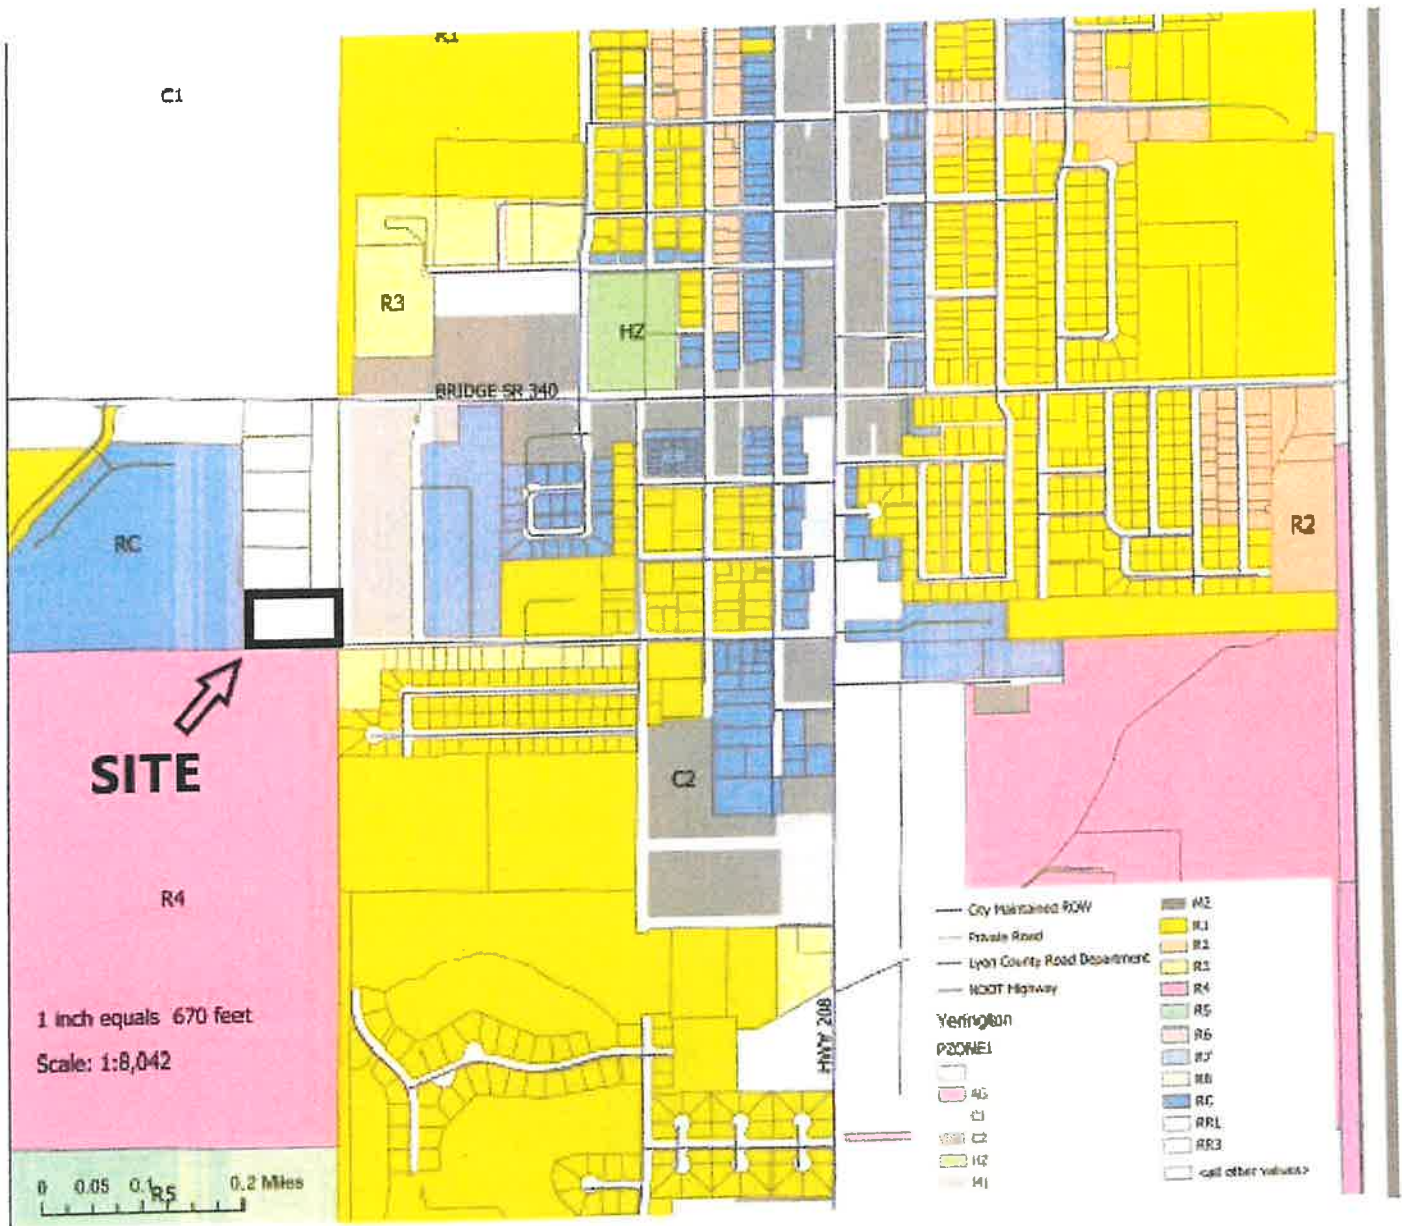 R1
C1
R3
HZ
BRIDGE SR 340
RC
R2
SITE
C2
R4
1 inch equals 670 feet
Scale: 1:8,042
HWY 208
0 0.05 0.1 0.2 Miles
R5
City Maintained ROW
Private Road
Lyon County Road Department
NDOT Highway
Yerington
PZONE1
AG
C1
C2
HZ
M1
M2
R1
R2
R3
R4
R5
R6
R7
R8
RC
RR1
RR3
<all other values>